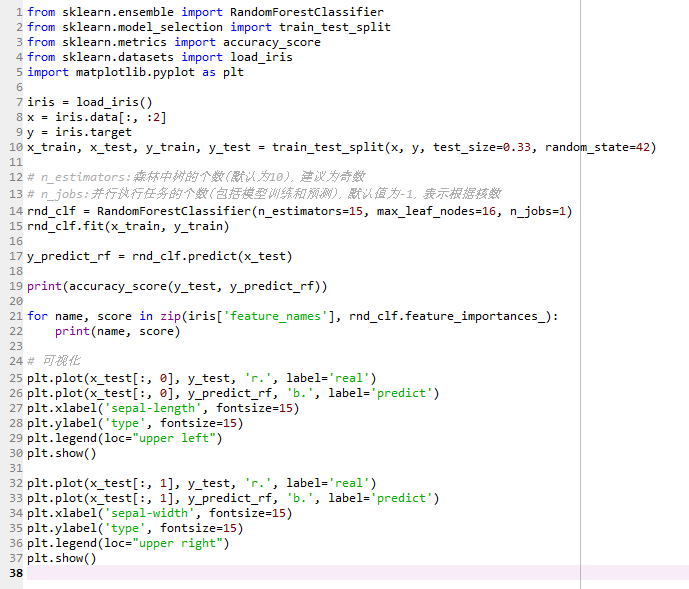 1 from sklearn.ensemble import RandomForestClassifier
2 from sklearn.model_selection import train_test_split
3 from sklearn.metrics import accuracy_score
4 from sklearn.datasets import load_iris
5 import matplotlib.pyplot as plt
6
7 iris = load_iris()
8 x = iris.data[:, :2]
9 y = iris.target
10 x_train, x_test, y_train, y_test = train_test_split(x, y, test_size=0.33, random_state=42)
11
12 # n_estimators:森林中树的个数(默认为10)，建议为奇数
13 # n_jobs:并行执行任务的个数(包括模型训练和预测)，默认值为-1，表示根据核数
14 rnd_clf = RandomForestClassifier(n_estimators=15, max_leaf_nodes=16, n_jobs=1)
15 rnd_clf.fit(x_train, y_train)
16
17 y_predict_rf = rnd_clf.predict(x_test)
18
19 print(accuracy_score(y_test, y_predict_rf))
20
21 for name, score in zip(iris['feature_names'], rnd_clf.feature_importances_):
22     print(name, score)
23
24 # 可视化
25 plt.plot(x_test[:, 0], y_test, 'r.', label='real')
26 plt.plot(x_test[:, 0], y_predict_rf, 'b.', label='predict')
27 plt.xlabel('sepal-length', fontsize=15)
28 plt.ylabel('type', fontsize=15)
29 plt.legend(loc="upper left")
30 plt.show()
31
32 plt.plot(x_test[:, 1], y_test, 'r.', label='real')
33 plt.plot(x_test[:, 1], y_predict_rf, 'b.', label='predict')
34 plt.xlabel('sepal-width', fontsize=15)
35 plt.ylabel('type', fontsize=15)
36 plt.legend(loc="upper right")
37 plt.show()
38